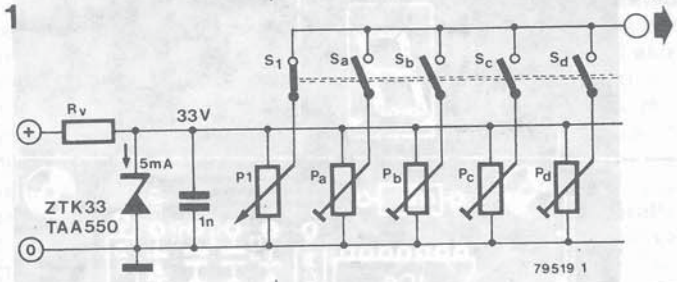 1
S1 Sa Sb Sc Sd
Rv 33V
+
5mA
P1 Pa Pb Pc Pd
ZTK33
TAA550
1n
0
79519 1